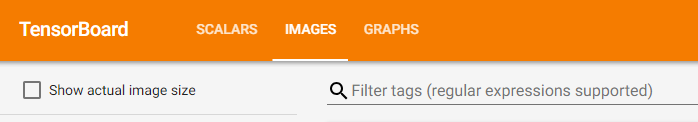 TensorBoard SCALARS IMAGES GRAPHS
Show actual image size
Filter tags (regular expressions supported)